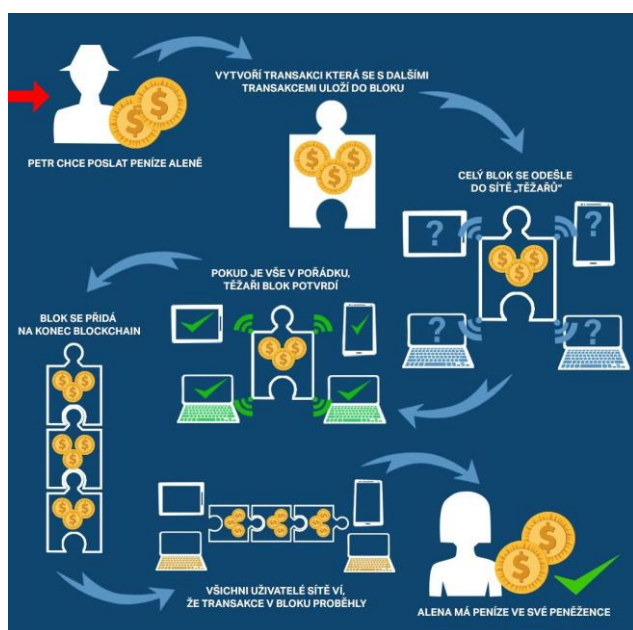 PETR CHCE POSLAT PENÍZE ALENĚ
VYTVOŘÍ TRANSAKCI KTERÁ SE S DALŠÍMI
TRANSAKCEMI ULOŽÍ DO BLOKU
CELÝ BLOK SE ODEŠLE
DO SÍTĚ „TĚŽAŘŮ“
POKUD JE VŠE V POŘÁDKU,
TĚŽAŘI BLOK POTVRDÍ
BLOK SE PŘIDÁ
NA KONEC BLOCKCHAIN
VŠICHNI UŽIVATELÉ SÍTĚ VÍ,
ŽE TRANSAKCE V BLOKU PROBĚHLY
ALENA MÁ PENÍZE VE SVÉ PENĚŽENCE